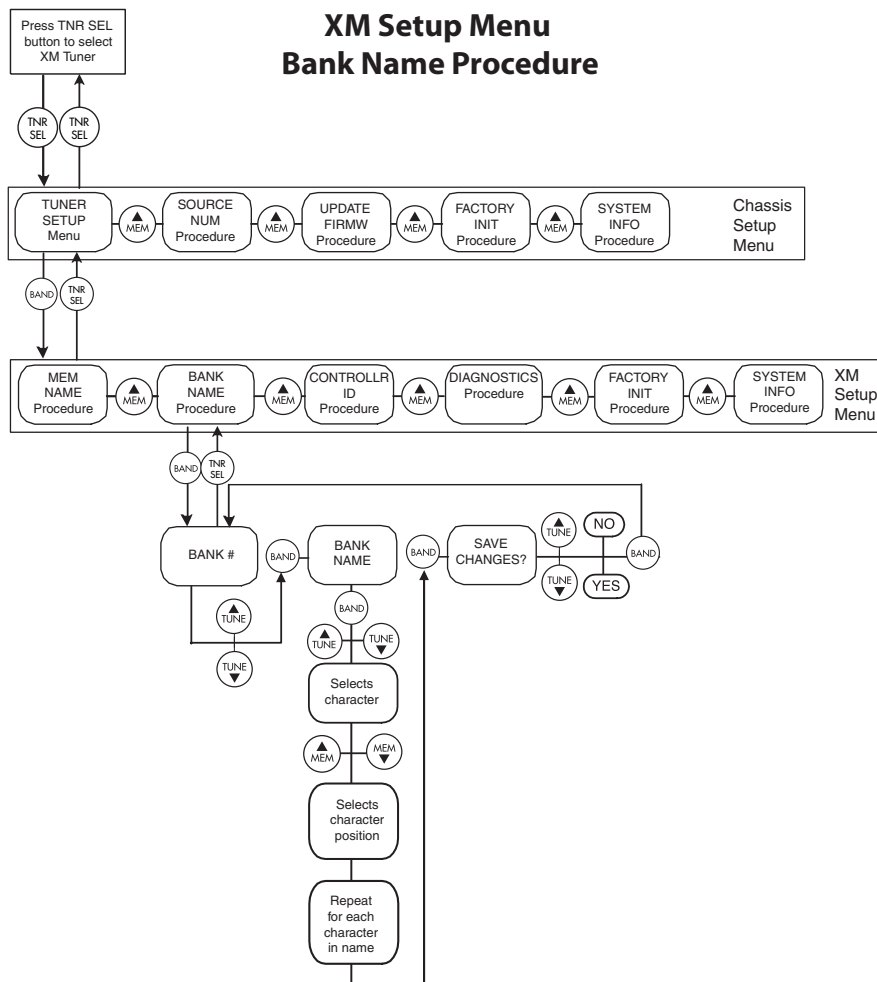 XM Setup Menu
Bank Name Procedure
Press TNR SEL
button to select
XM Tuner
TNR
SEL
TNR
SEL
TUNER
SETUP
Menu
▲
MEM
SOURCE
NUM
Procedure
▲
MEM
UPDATE
FIRMW
Procedure
▲
MEM
FACTORY
INIT
Procedure
▲
MEM
SYSTEM
INFO
Procedure
Chassis
Setup
Menu
BAND
TNR
SEL
MEM
NAME
Procedure
▲
MEM
BANK
NAME
Procedure
▲
MEM
CONTROLLR
ID
Procedure
▲
MEM
DIAGNOSTICS
Procedure
▲
MEM
FACTORY
INIT
Procedure
▲
MEM
SYSTEM
INFO
Procedure
XM
Setup
Menu
BAND
TNR
SEL
BANK #
▲
TUNE
TUNE
▼
BAND
BANK
NAME
BAND
▲
TUNE
TUNE
▼
Selects
character
▲
MEM
MEM
▼
Selects
character
position
Repeat
for each
character
in name
BAND
SAVE
CHANGES?
▲
TUNE
TUNE
▼
NO
YES
BAND